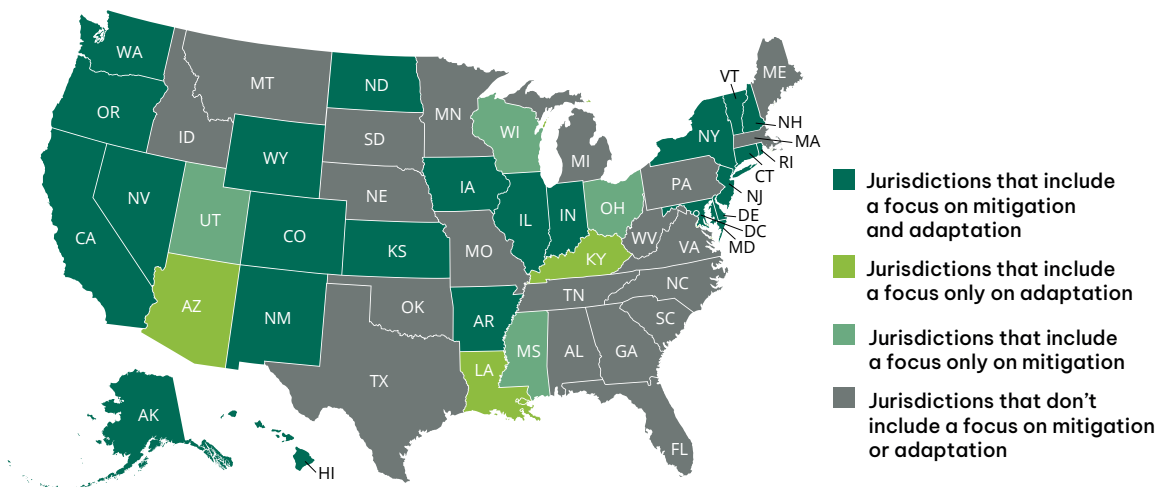 WA
MT
ND
MN
VT
ME
OR
ID
SD
WI
NY
NH
MA
WY
MI
RI
CT
NV
NE
IA
PA
NJ
UT
IL
IN
OH
DE
DC
MD
CA
CO
KS
MO
WV
VA
KY
AZ
NM
OK
AR
TN
NC
SC
MS
AL
GA
LA
TX
AK
HI
FL
Jurisdictions that include
a focus on mitigation
and adaptation
Jurisdictions that include
a focus only on adaptation
Jurisdictions that include
a focus only on mitigation
Jurisdictions that don’t
include a focus on mitigation
or adaptation